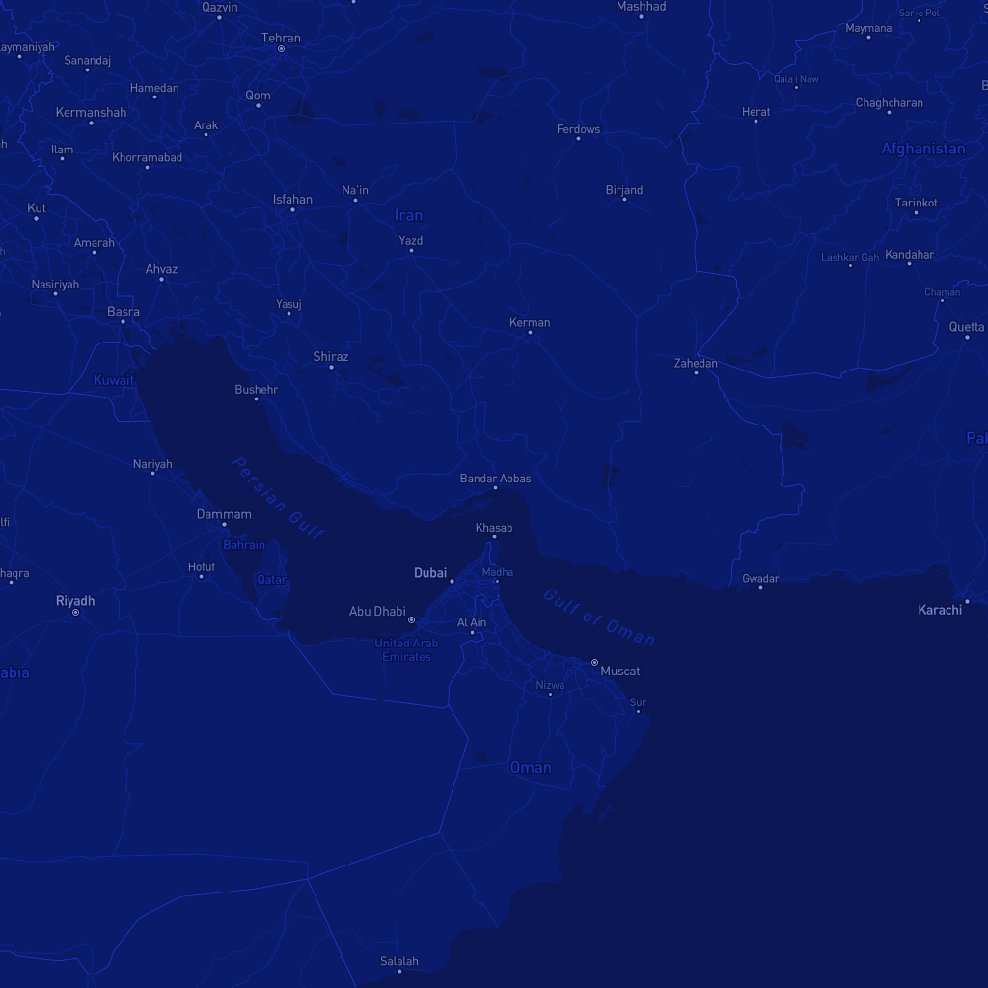 Qazvin
Mashhad
Sar-e Pol
Maymana
Tehran
aymaniyah
Sanandaj
Qala i Naw
Hamedan
Qom
Chaghcharan
Kermanshah
Herat
Arak
Ferdows
Ilam
Afghanistan
Khorramabad
Na'in
Birjand
Isfahan
Tarinkot
Kut
Iran
Yazd
Amarah
Kandahar
Lashkar Gah
Ahvaz
Nasiriyah
Chaman
Yasuj
Basra
Kerman
Quetta
Shiraz
Zahedan
Kuwait
Bushehr
Pak
Nariyah
Persian Gulf
Bandar Abbas
Dammam
lfi
Khasab
Bahrain
Hofuf
Dubai
Madha
haqra
Qatar
Gwadar
Riyadh
Gulf of Oman
Abu Dhabi
Karachi
Al Ain
United Arab
Emirates
Muscat
abia
Nizwa
Sur
Oman
Salalah